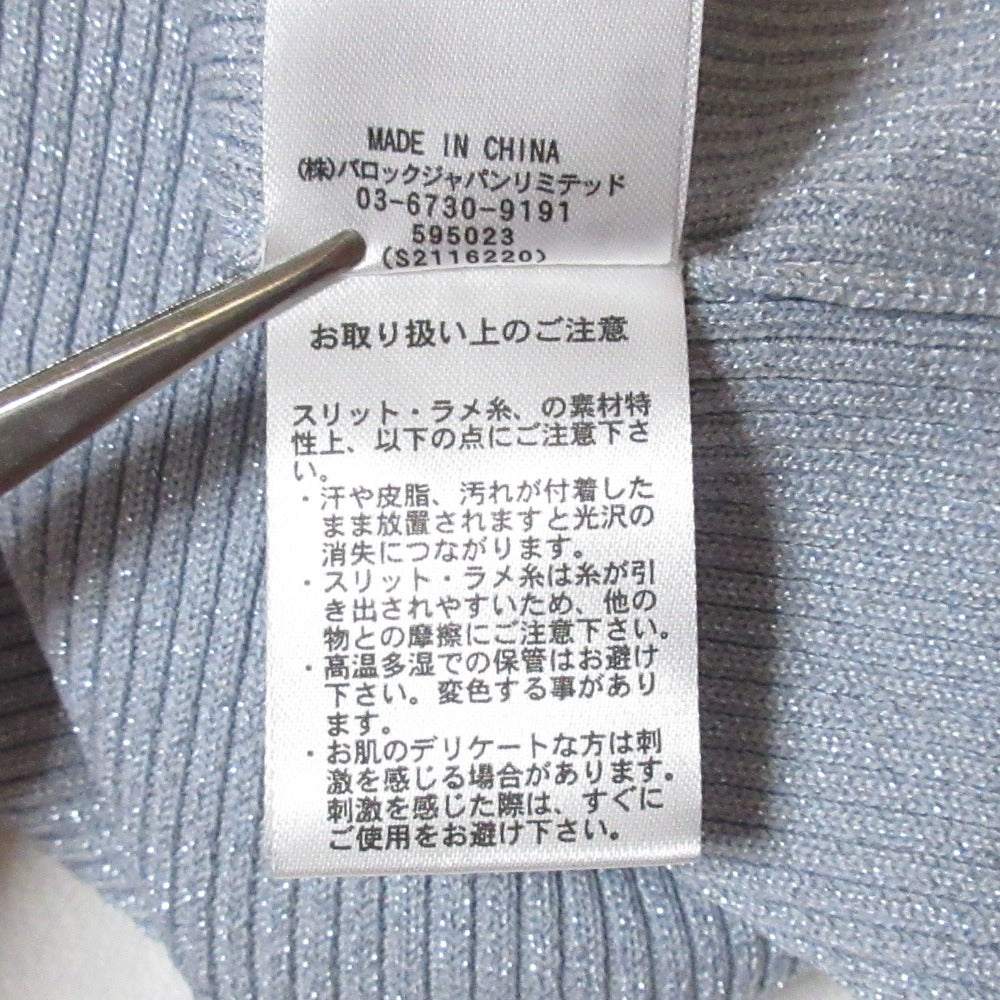 MADE IN CHINA
(株)バロックジャパンリミテッド
03-6730-9191
595023
(S2116220)
お取り扱い上のご注意
スリット・ラメ糸、の素材特
性上、以下の点にご注意下さ
い。
・汗や皮脂、汚れが付着した
まま放置されますと光沢の
消失につながります。
・スリット・ラメ糸は糸が引
き出されやすいため、他の
物との摩擦にご注意下さい。
・高温多湿での保管はお避け
下さい。変色する事があり
ます。
・お肌のデリケートな方は刺
激を感じる場合があります。
刺激を感じた際は、すぐに
ご使用をお避け下さい。